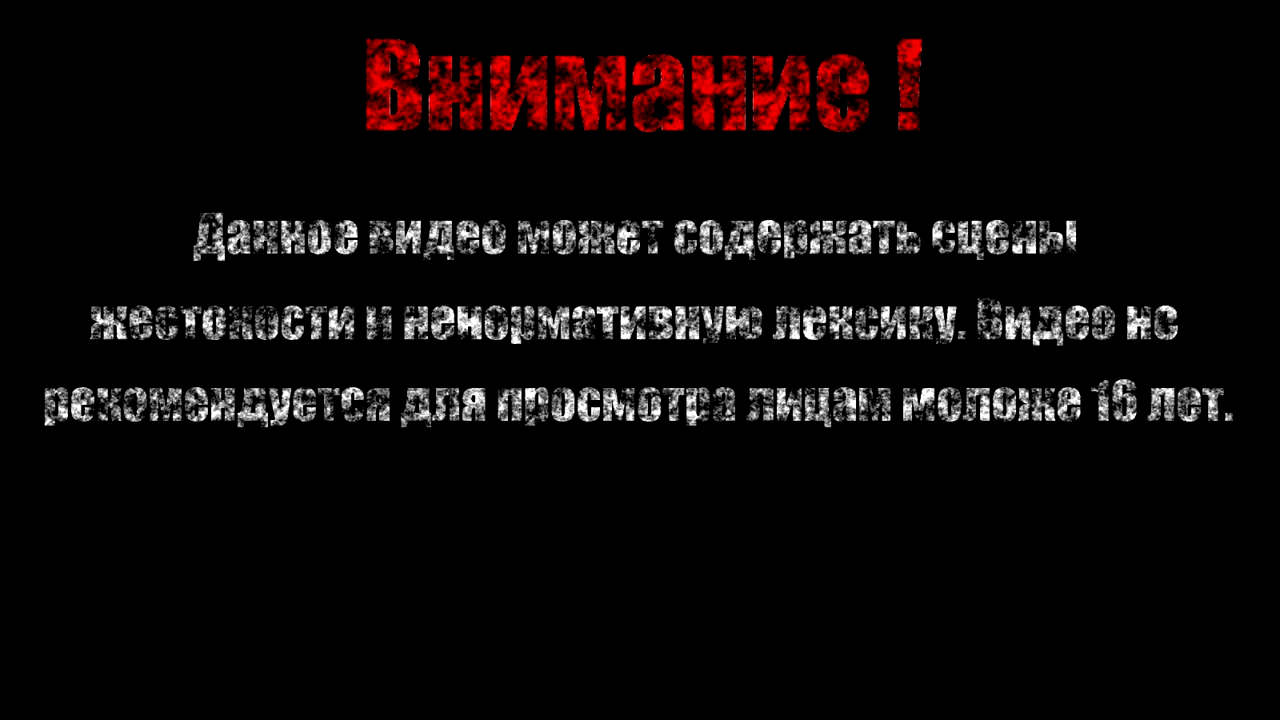 Внимание !
Данное видео может содержать сцены
жестокости и ненормативную лексику. Видео не
рекомендуется для просмотра лицам моложе 16 лет.